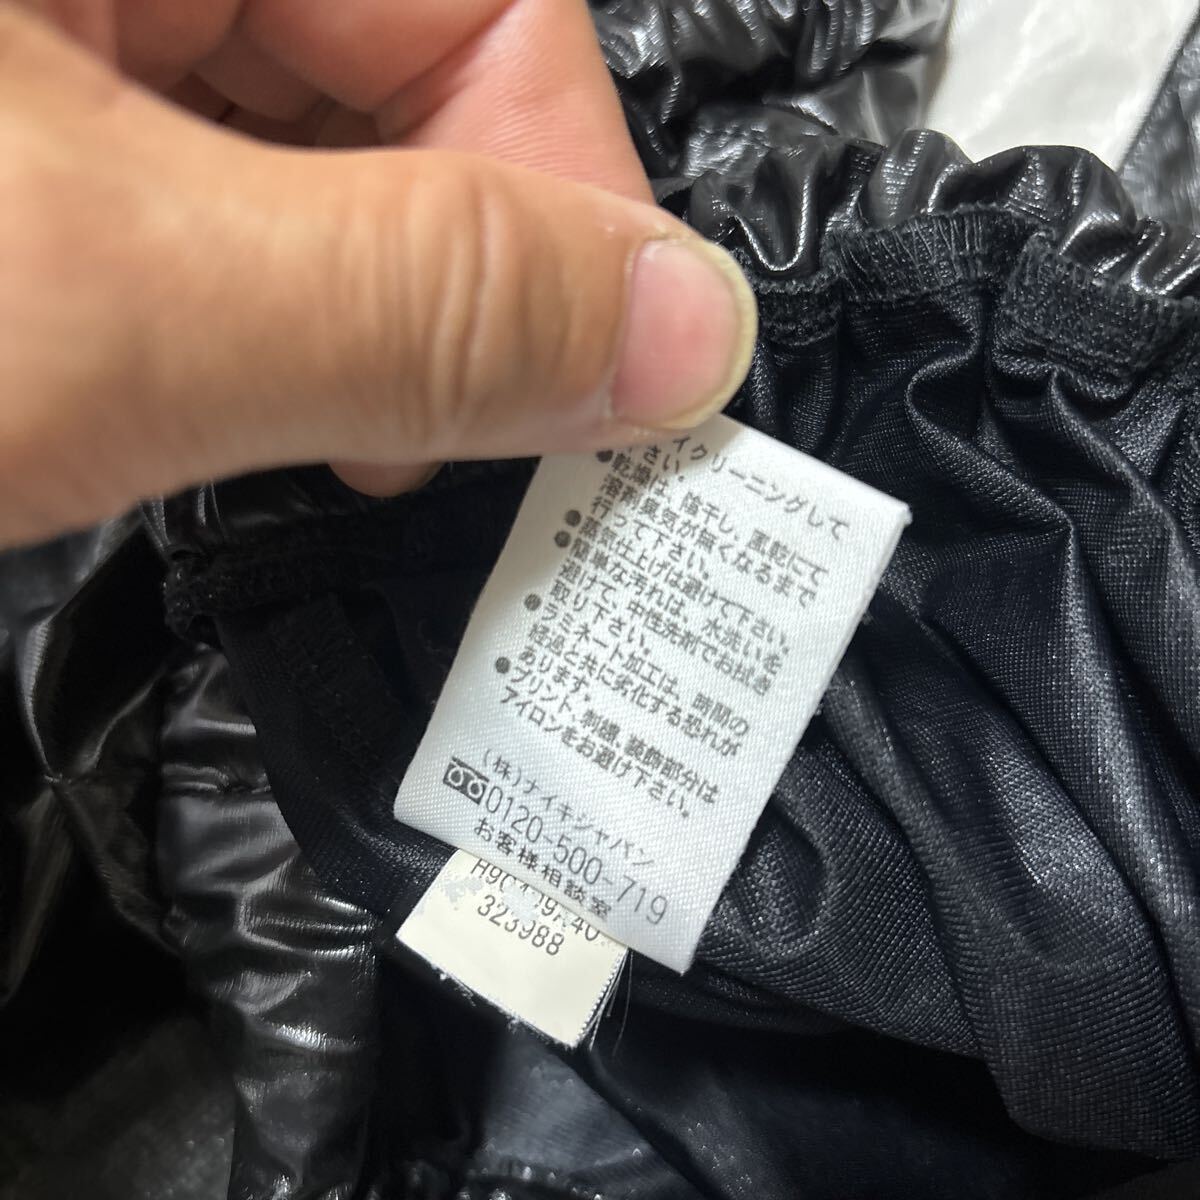 イクリーニングして
下さい。
●乾燥は、陰干し、風乾にて
溶剤臭気が無くなるまで
行って下さい。
●蒸気仕上げは避けて下さい。
●簡単な汚れは、水洗いを
避けて、中性洗剤でお拭き
取り下さい。
●ラミネート加工は、時間の
経過と共に劣化する恐れが
あります。
●プリント、刺繍、装飾部分は
アイロンをお避け下さい。
(株)ナイキジャパン
0120-500-719
お客様相談室
323988